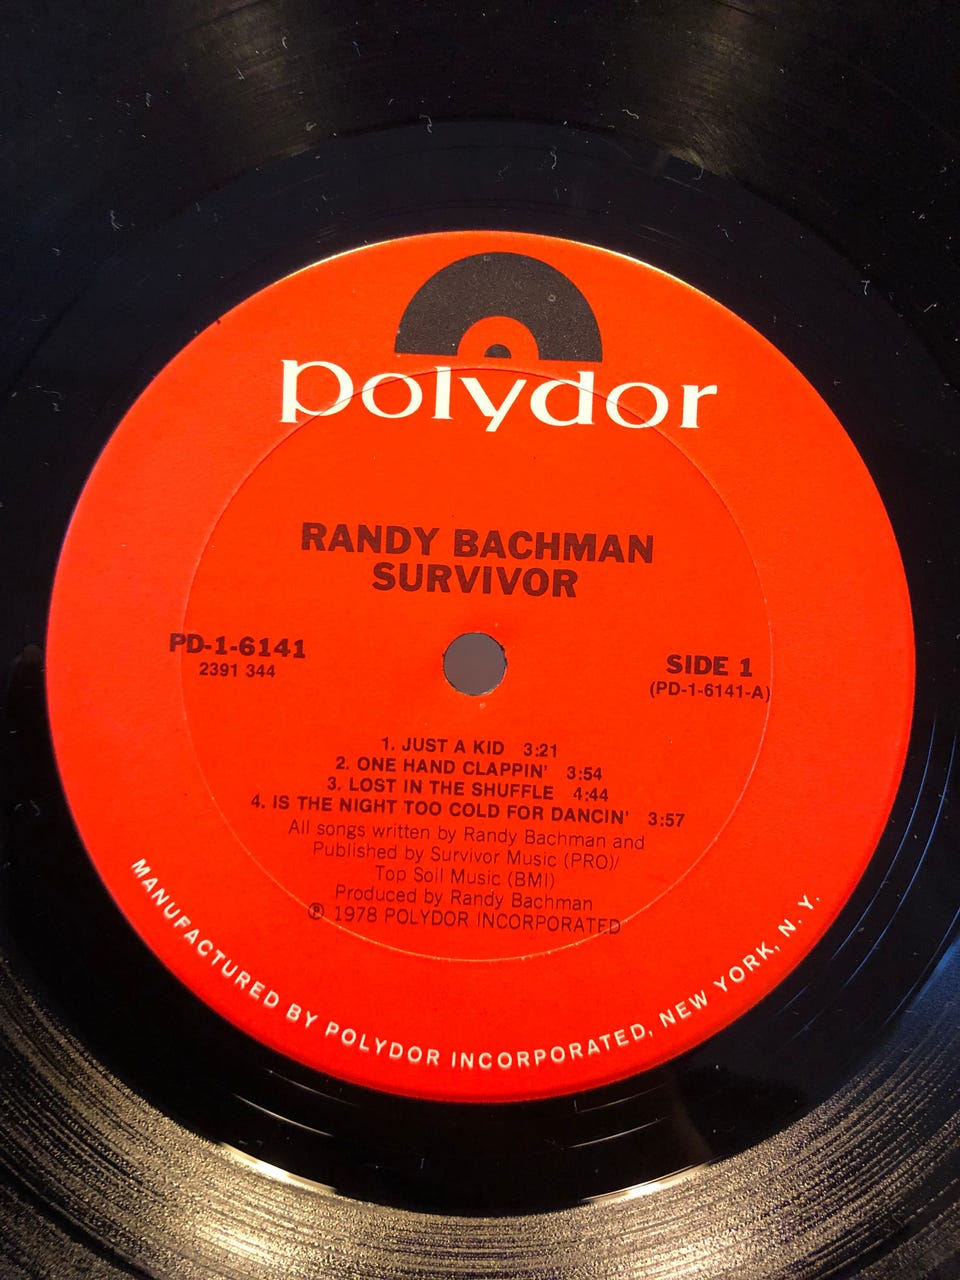 polydor
RANDY BACHMAN
SURVIVOR
PD-1-6141
2391 344
SIDE 1
(PD-1-6141-A)
1. JUST A KID 3:21
2. ONE HAND CLAPPIN' 3:54
3. LOST IN THE SHUFFLE 4:44
4. IS THE NIGHT TOO COLD FOR DANCIN' 3:57
All songs written by Randy Bachman and
Published by Survivor Music (PRO)/
Top Soil Music (BMI)
Produced by Randy Bachman
℗ 1978 POLYDOR INCORPORATED
MANUFACTURED BY POLYDOR INCORPORATED, NEW YORK, N. Y.